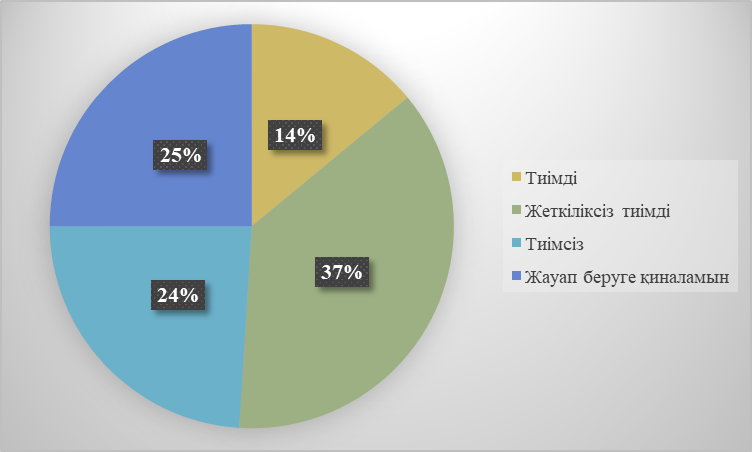 14%
37%
24%
25%
Тиімді
Жеткіліксіз тиімді
Тиімсіз
Жауап беруге қиналамын